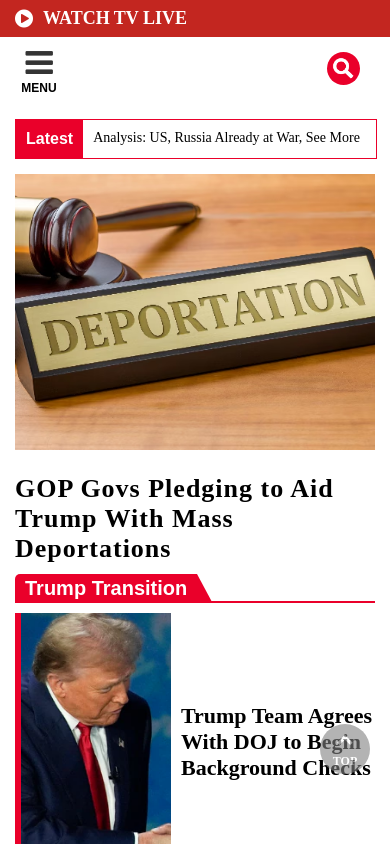 WATCH TV LIVE
MENU
Latest
Analysis: US, Russia Already at War, See More
DEPORTATION
GOP Govs Pledging to Aid
Trump With Mass
Deportations
Trump Transition
Trump Team Agrees
With DOJ to Begin
Background Checks
TOP